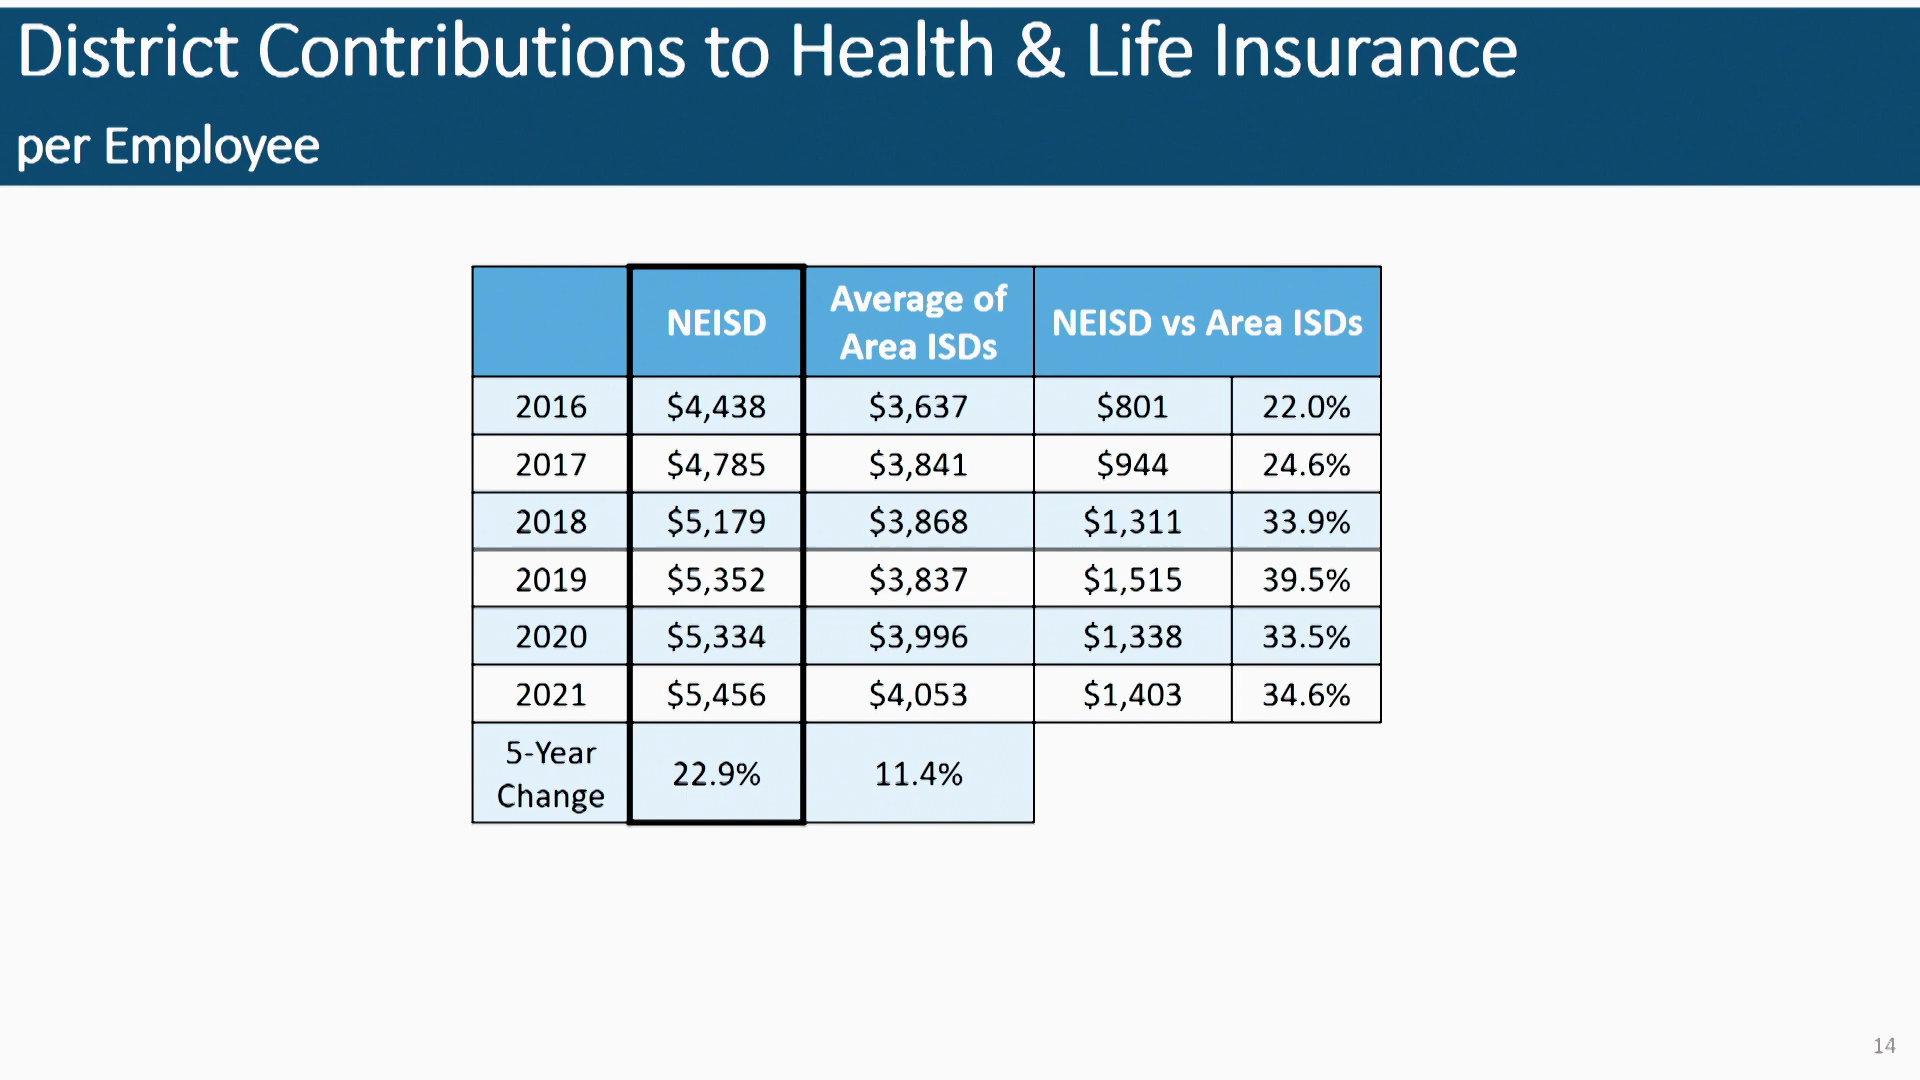 District Contributions to Health & Life Insurance
per Employee
NEISD
Average of
Area ISDs
NEISD vs Area ISDs
2016 $4,438 $3,637 $801 22.0%
2017 $4,785 $3,841 $944 24.6%
2018 $5,179 $3,868 $1,311 33.9%
2019 $5,352 $3,837 $1,515 39.5%
2020 $5,334 $3,996 $1,338 33.5%
2021 $5,456 $4,053 $1,403 34.6%
5-Year
Change
22.9% 11.4%
14